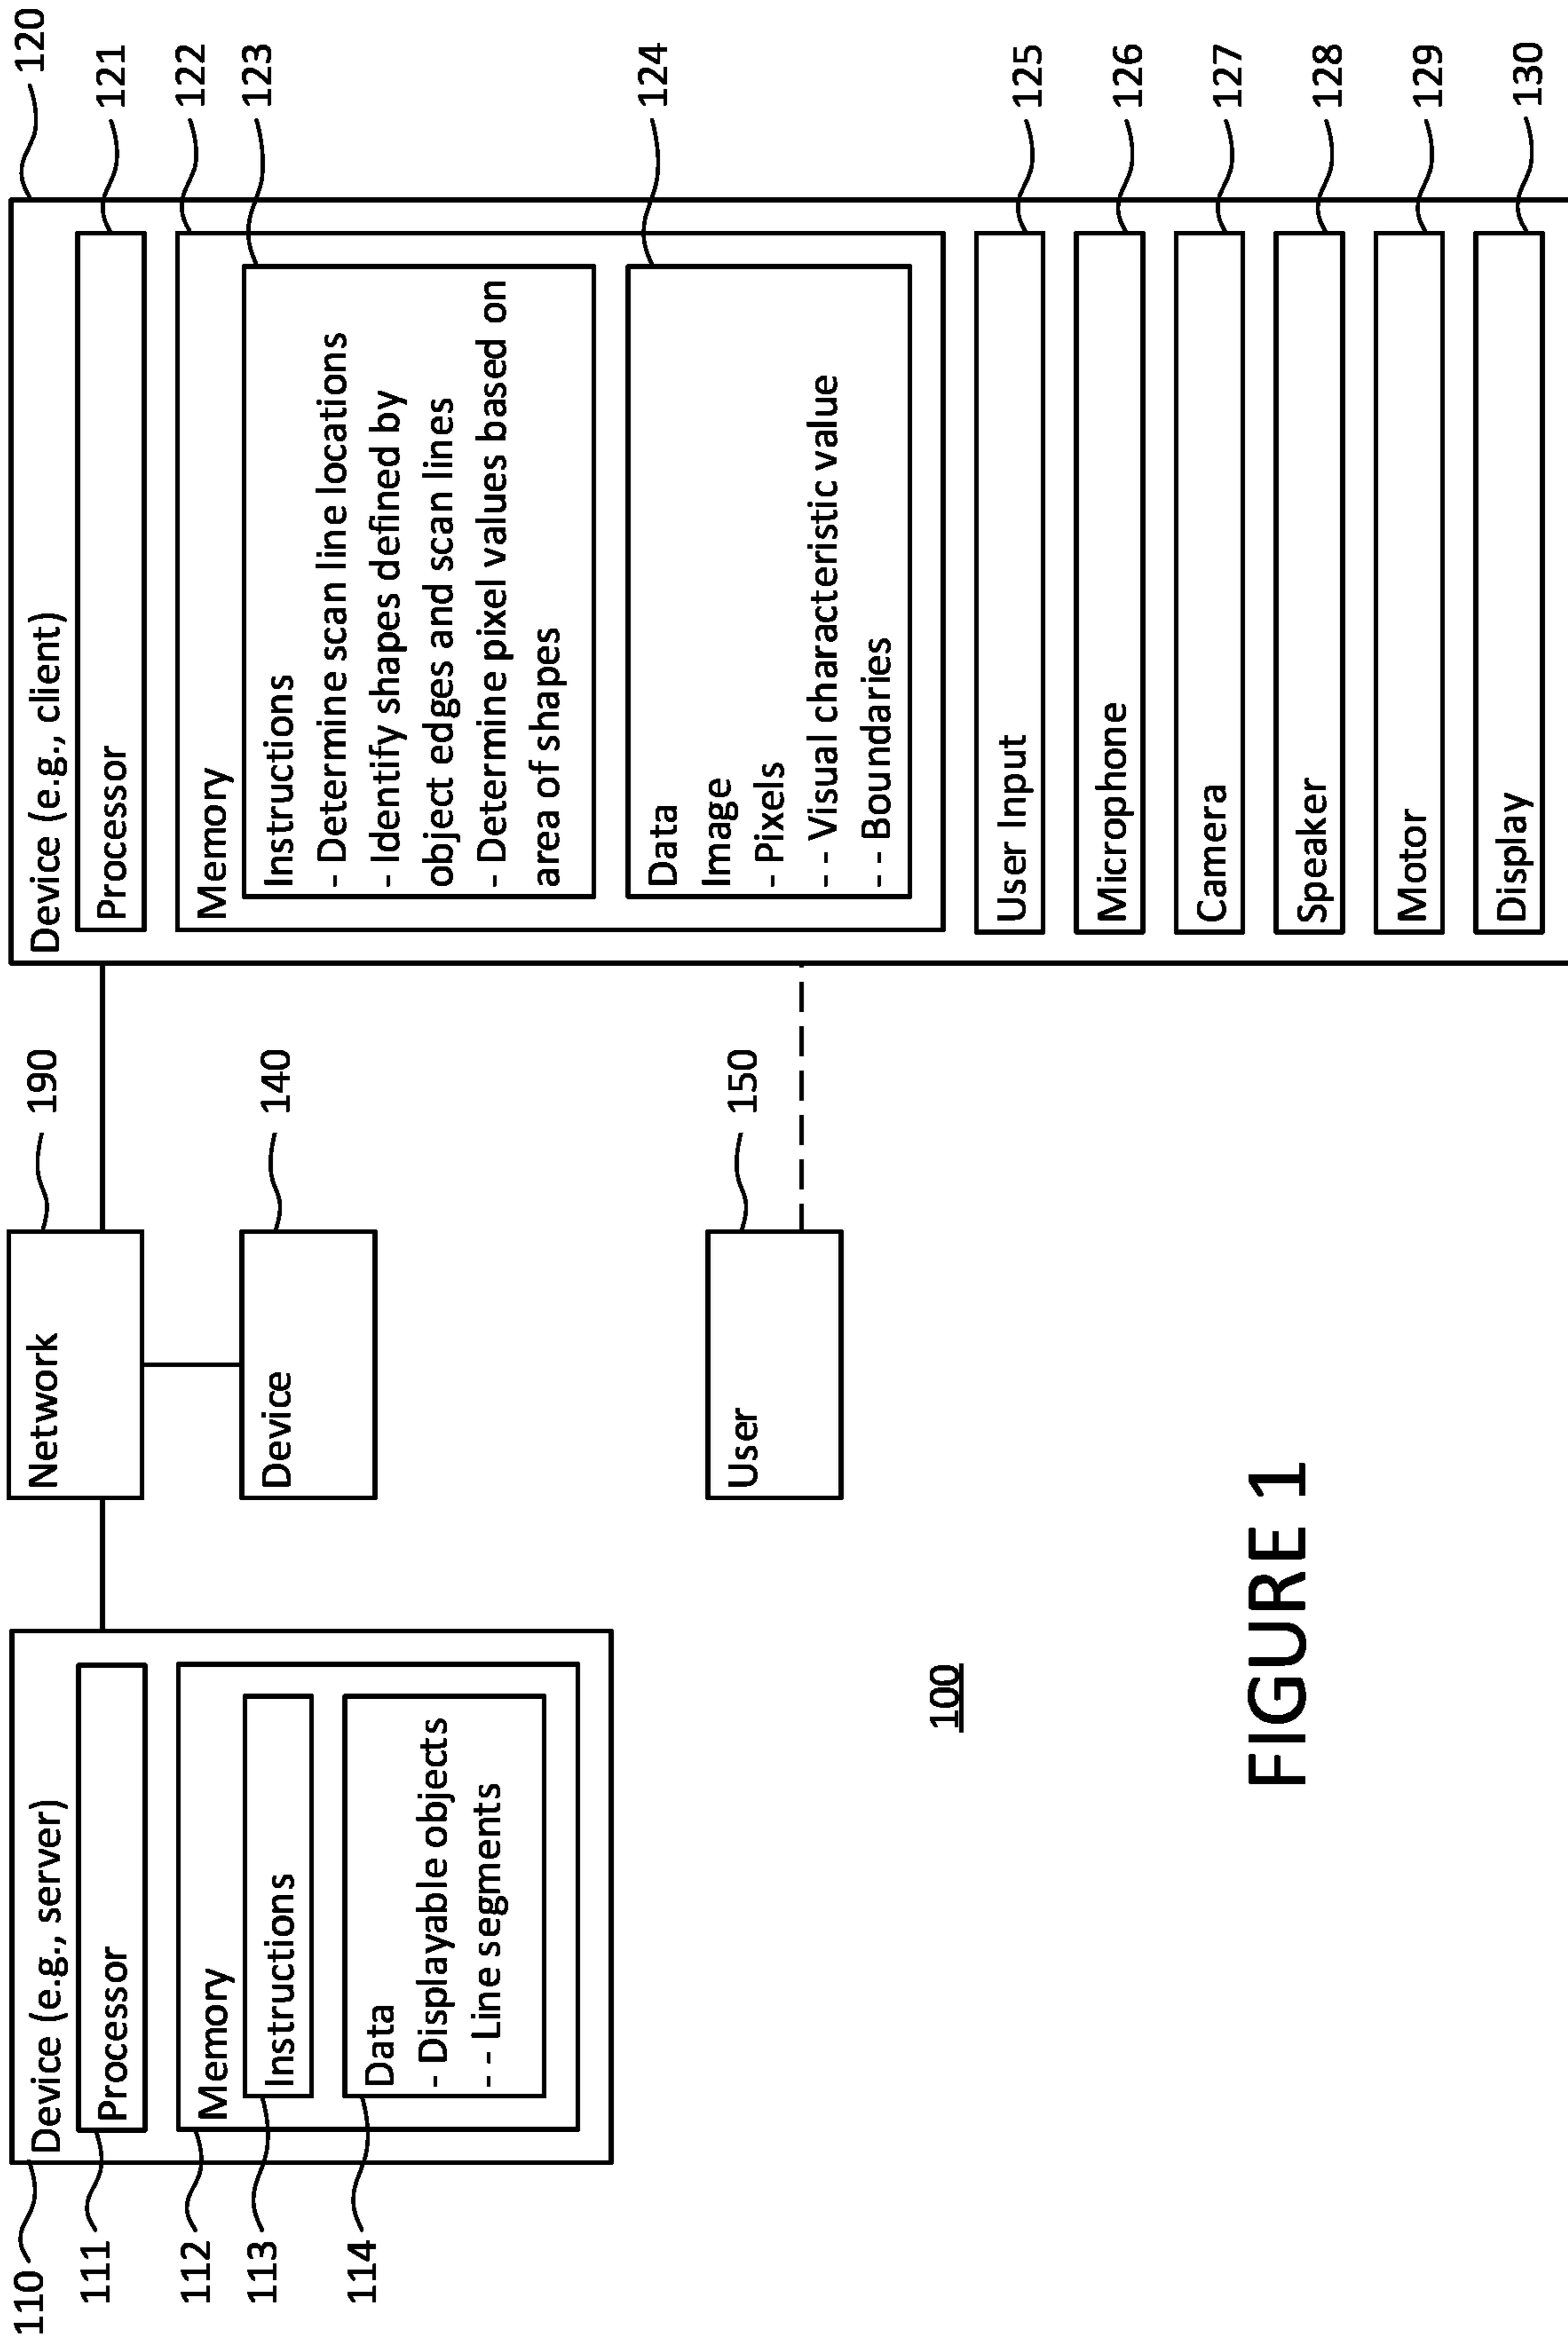 110
Device (e.g., server)
111
Processor
112
Memory
113
Instructions
114
Data
- Displayable objects
- - Line segments
Network
190
Device
140
User
150
Device (e.g., client)
120
Processor
121
Memory
122
Instructions
- Determine scan line locations
- Identify shapes defined by
object edges and scan lines
- Determine pixel values based on
area of shapes
123
Data
Image
- Pixels
- - Visual characteristic value
- - Boundaries
124
User Input
125
Microphone
126
Camera
127
Speaker
128
Motor
129
Display
130
100
FIGURE 1